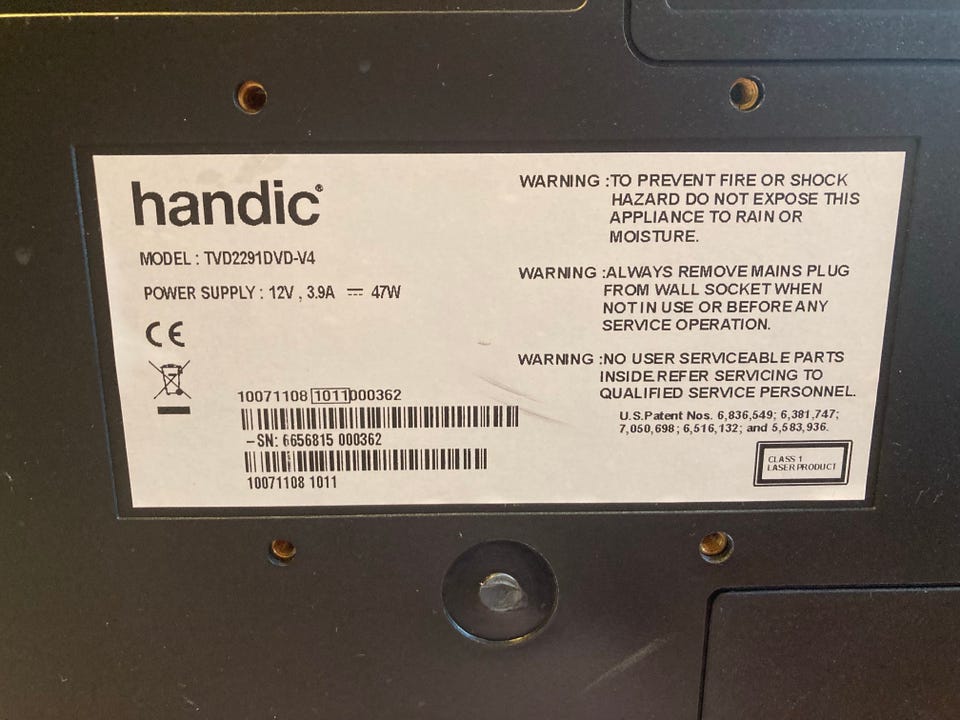 handic®
MODEL : TVD2291DVD-V4
POWER SUPPLY : 12V , 3.9A ⎓ 47W
CE
10071108 1011000362
-SN: 6656815 000362
10071108 1011
WARNING :TO PREVENT FIRE OR SHOCK
HAZARD DO NOT EXPOSE THIS
APPLIANCE TO RAIN OR
MOISTURE.
WARNING :ALWAYS REMOVE MAINS PLUG
FROM WALL SOCKET WHEN
NOT IN USE OR BEFORE ANY
SERVICE OPERATION.
WARNING :NO USER SERVICEABLE PARTS
INSIDE.REFER SERVICING TO
QUALIFIED SERVICE PERSONNEL.
U.S.Patent Nos. 6,836,549; 6,381,747;
7,050,698; 6,516,132; and 5,583,936.
CLASS 1
LASER PRODUCT